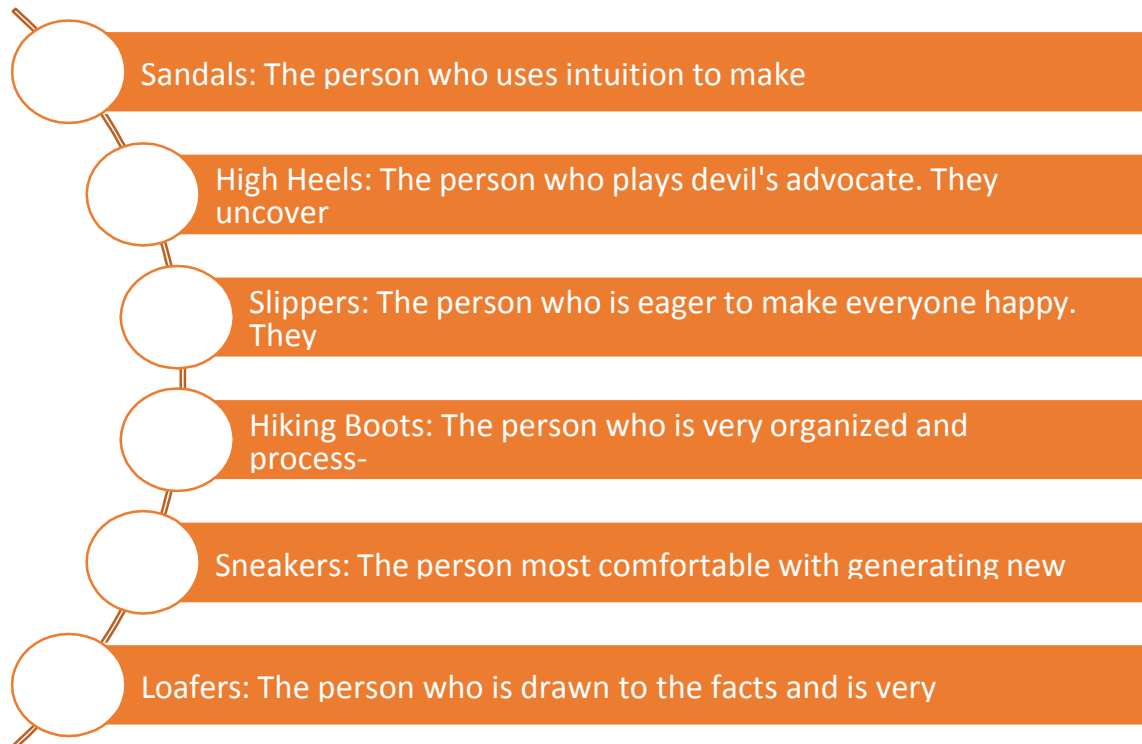 Sandals: The person who uses intuition to make
High Heels: The person who plays devil's advocate. They
uncover
Slippers: The person who is eager to make everyone happy.
They
Hiking Boots: The person who is very organized and
process-
Sneakers: The person most comfortable with generating new
Loafers: The person who is drawn to the facts and is very